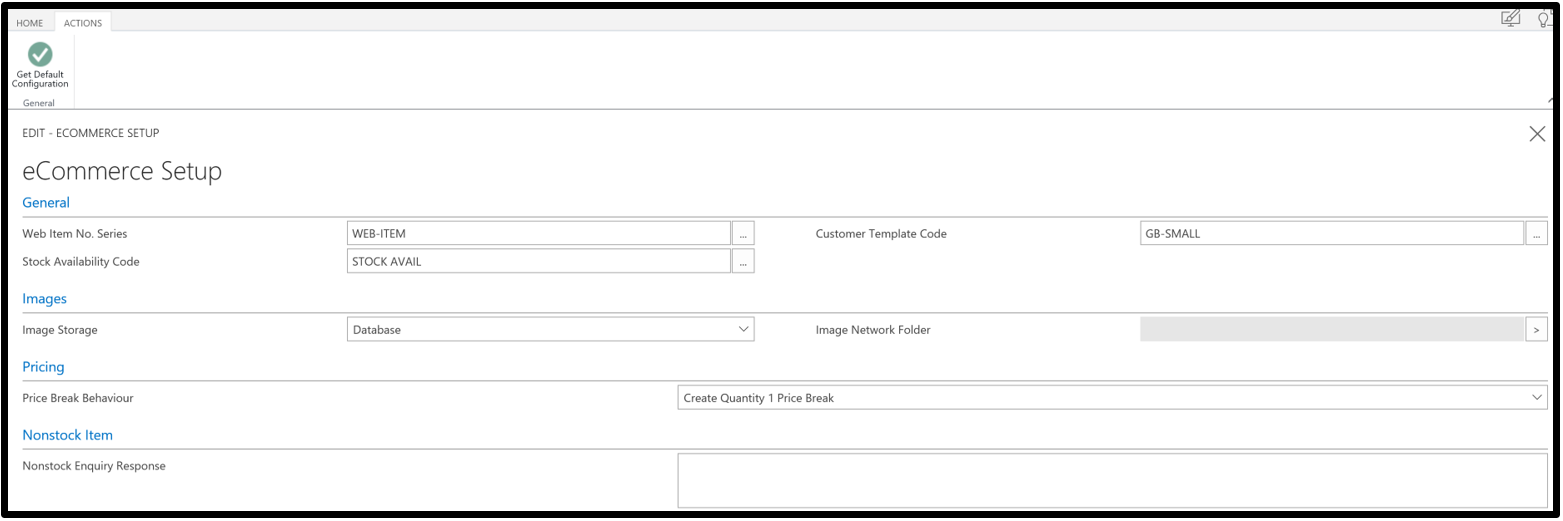 HOME ACTIONS
Get Default
Configuration
General
EDIT - ECOMMERCE SETUP
eCommerce Setup
General
Web Item No. Series WEB-ITEM ... Customer Template Code GB-SMALL ...
Stock Availability Code STOCK AVAIL ...
Images
Image Storage Database Image Network Folder >
Pricing
Price Break Behaviour Create Quantity 1 Price Break
Nonstock Item
Nonstock Enquiry Response